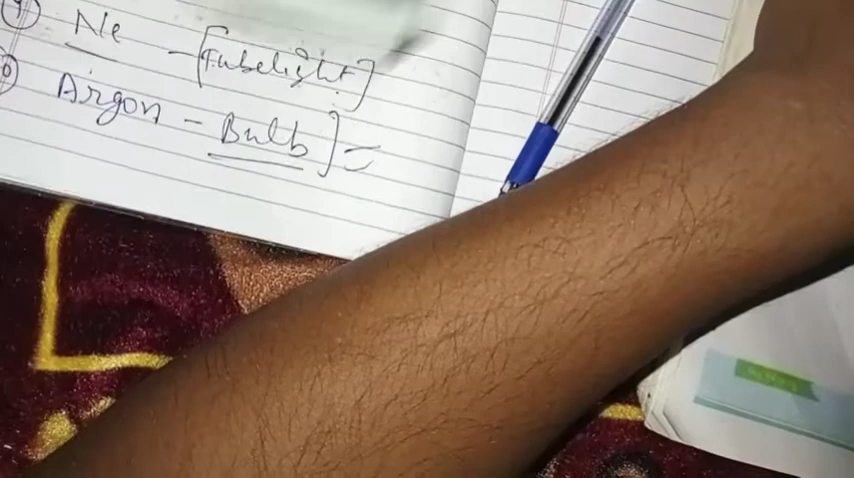 Ne - [Tubelight]
Argon - Bulb] =